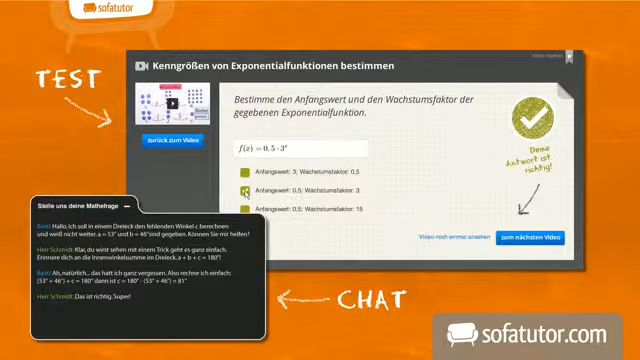 sofatutor
TEST
Kenngrößen von Exponentialfunktionen bestimmen
zurück zum Video
Bestimme den Anfangswert und den Wachstumsfaktor der
gegebenen Exponentialfunktion.
f(x) = 0,5 · 3ˣ
Anfangswert: 3; Wachstumsfaktor: 0,5
Anfangswert: 0,5; Wachstumsfaktor: 3
Anfangswert: 0,5; Wachstumsfaktor: 15
Deine
Antwort ist
richtig!
Video noch einmal ansehen
zum nächsten Video
Stelle uns deine Mathefrage
Basti: Hallo, ich soll in einem Dreieck den fehlenden Winkel c berechnen
und weiß nicht weiter. a = 53° und b = 46° sind gegeben. Können Sie mir helfen?
Herr Schmidt: Klar, du wirst sehen mit einem Trick geht es ganz einfach.
Erinnere dich an die Innenwinkelsumme im Dreieck, a + b + c = 180°!
Basti: Ah, natürlich... das hatt ich ganz vergessen. Also rechne ich einfach:
(53° + 46°) + c = 180° dann ist c = 180° - (53° + 46°) = 81°
Herr Schmidt: Das ist richtig. Super!
CHAT
sofatutor.com